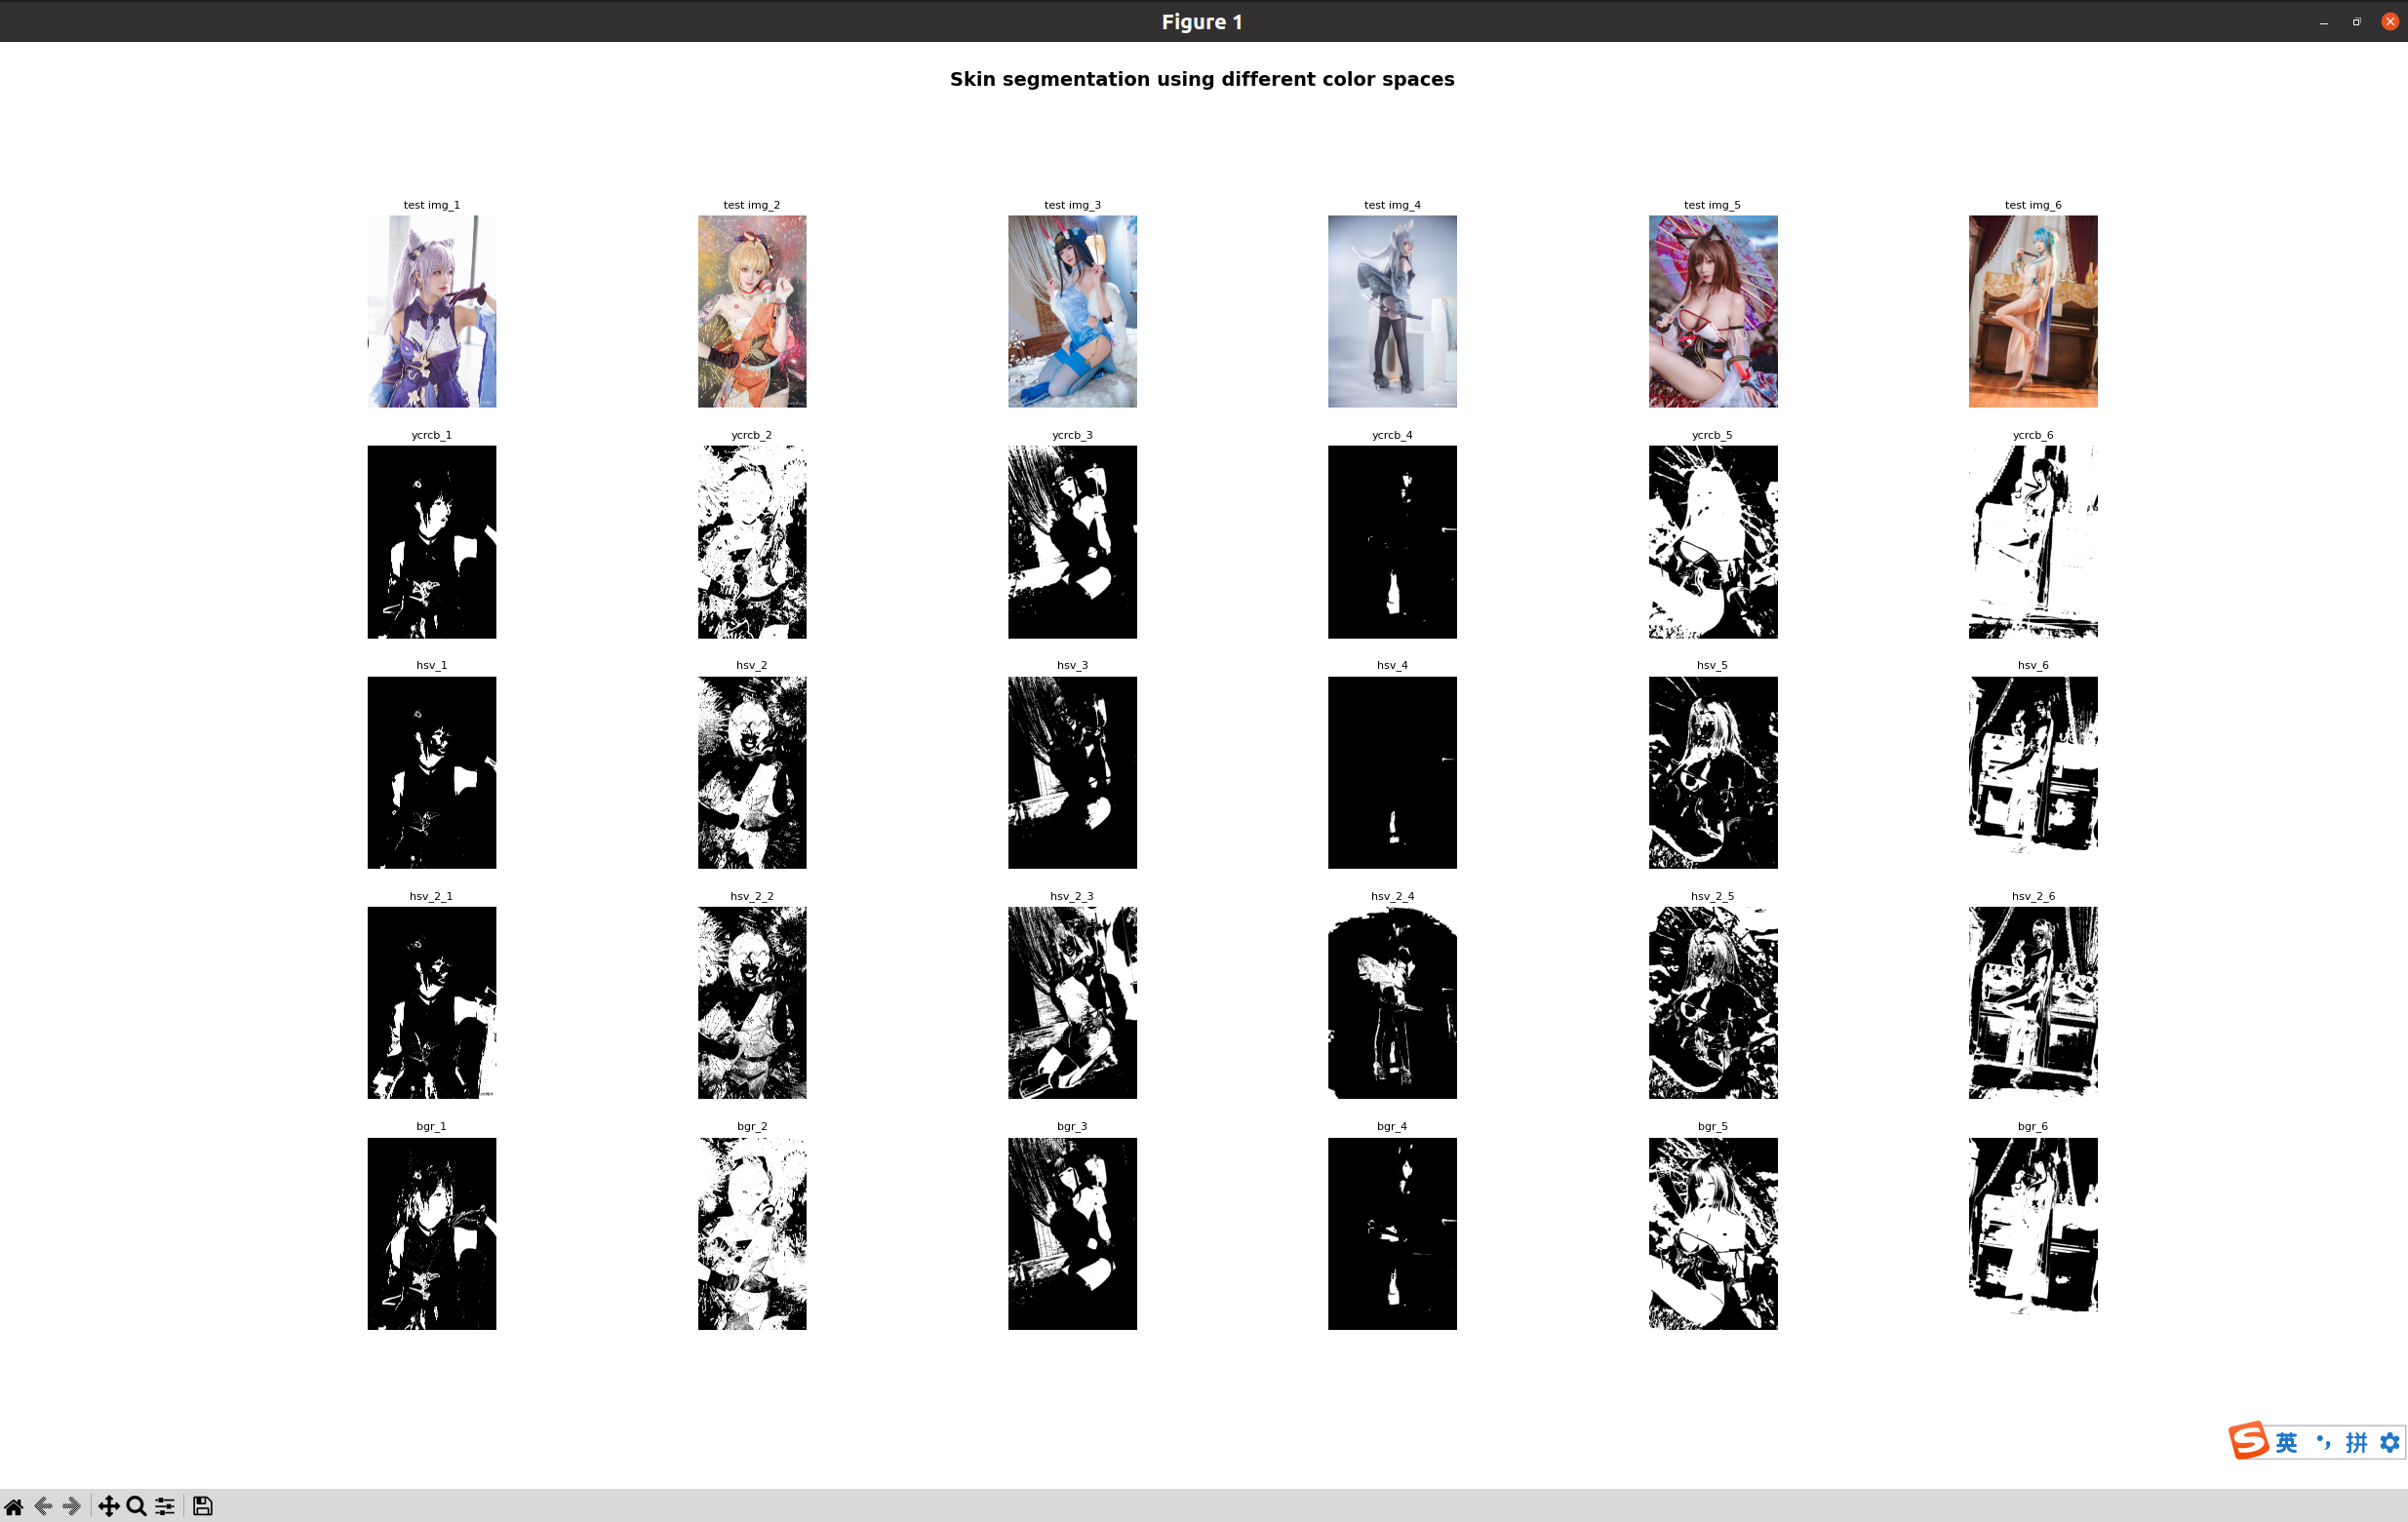 Figure 1
Skin segmentation using different color spaces
test img_1
test img_2
test img_3
test img_4
test img_5
test img_6
ycrcb_1
ycrcb_2
ycrcb_3
ycrcb_4
ycrcb_5
ycrcb_6
hsv_1
hsv_2
hsv_3
hsv_4
hsv_5
hsv_6
hsv_2_1
hsv_2_2
hsv_2_3
hsv_2_4
hsv_2_5
hsv_2_6
bgr_1
bgr_2
bgr_3
bgr_4
bgr_5
bgr_6
S 英 拼